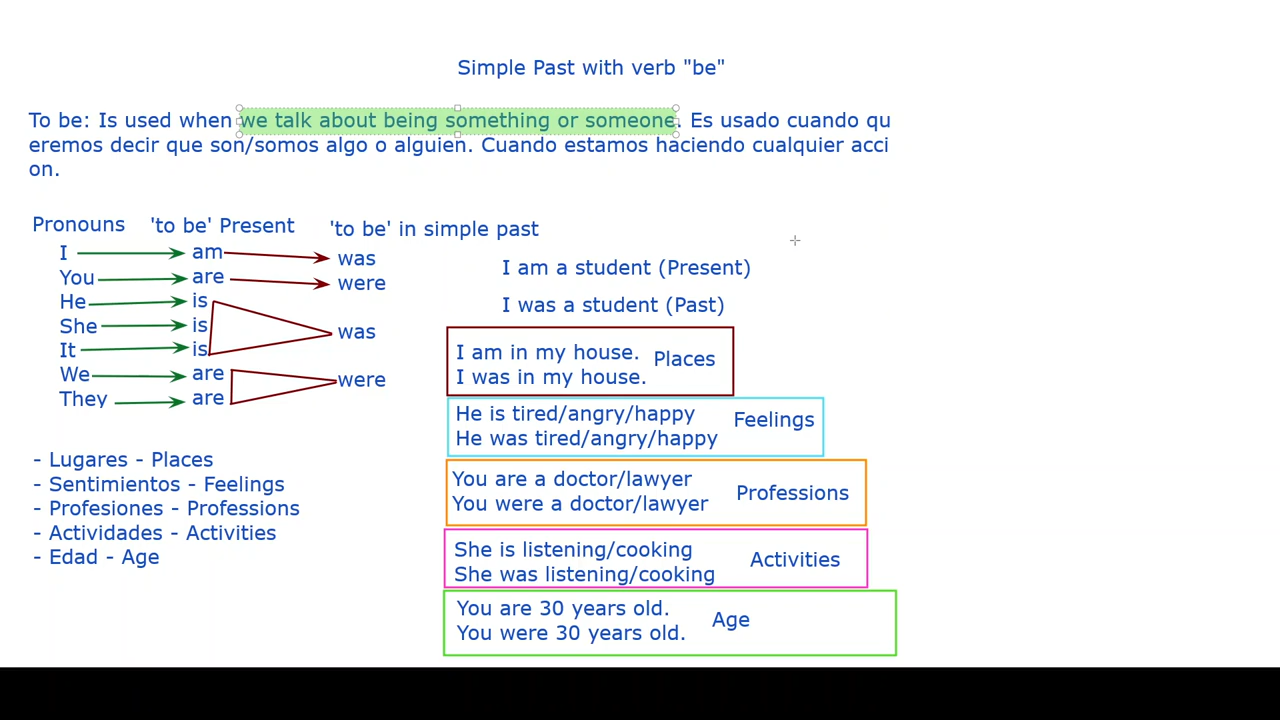 Simple Past with verb "be"
To be: Is used when we talk about being something or someone. Es usado cuando qu
eremos decir que son/somos algo o alguien. Cuando estamos haciendo cualquier acci
on.
Pronouns 'to be' Present 'to be' in simple past
I am was
You are were
He is
She is was
It is
We are were
They are
I am a student (Present)
I was a student (Past)
I am in my house. Places
I was in my house.
He is tired/angry/happy Feelings
He was tired/angry/happy
You are a doctor/lawyer Professions
You were a doctor/lawyer
She is listening/cooking Activities
She was listening/cooking
You are 30 years old. Age
You were 30 years old.
- Lugares - Places
- Sentimientos - Feelings
- Profesiones - Professions
- Actividades - Activities
- Edad - Age